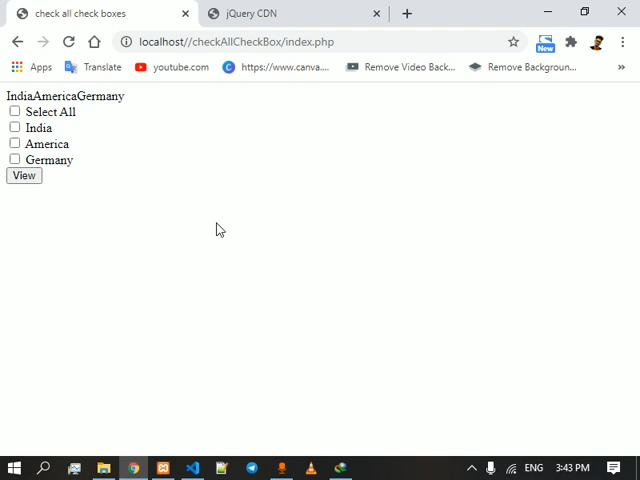 check all check boxes
jQuery CDN
localhost//checkAllCheckBox/index.php
New
Apps
Translate
youtube.com
https://www.canva....
Remove Video Back...
Remove Backgroun...
»
IndiaAmericaGermany
Select All
India
America
Germany
View
ENG
3:43 PM